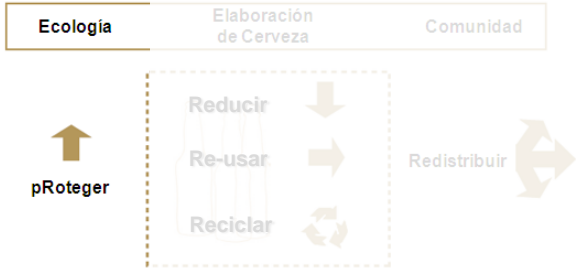 Ecología
Elaboración
de Cerveza
Comunidad
Reducir
Re-usar
Reciclar
pRoteger
Redistribuir